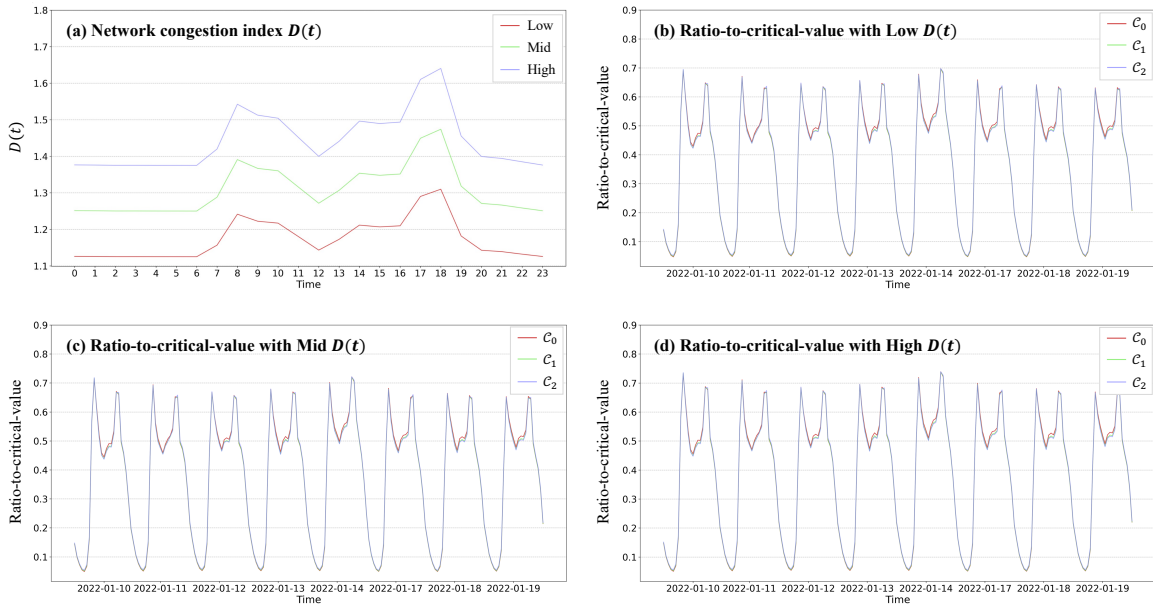 (a) Network congestion index D(t)
Low
Mid
High
D(t)
1.8
1.7
1.6
1.5
1.4
1.3
1.2
1.1
0 1 2 3 4 5 6 7 8 9 10 11 12 13 14 15 16 17 18 19 20 21 22 23
Time
(b) Ratio-to-critical-value with Low D(t)
C₀
C₁
C₂
Ratio-to-critical-value
0.9
0.8
0.7
0.6
0.5
0.4
0.3
0.2
0.1
2022-01-10 2022-01-11 2022-01-12 2022-01-13 2022-01-14 2022-01-17 2022-01-18 2022-01-19
Time
(c) Ratio-to-critical-value with Mid D(t)
C₀
C₁
C₂
Ratio-to-critical-value
0.9
0.8
0.7
0.6
0.5
0.4
0.3
0.2
0.1
2022-01-10 2022-01-11 2022-01-12 2022-01-13 2022-01-14 2022-01-17 2022-01-18 2022-01-19
Time
(d) Ratio-to-critical-value with High D(t)
C₀
C₁
C₂
Ratio-to-critical-value
0.9
0.8
0.7
0.6
0.5
0.4
0.3
0.2
0.1
2022-01-10 2022-01-11 2022-01-12 2022-01-13 2022-01-14 2022-01-17 2022-01-18 2022-01-19
Time